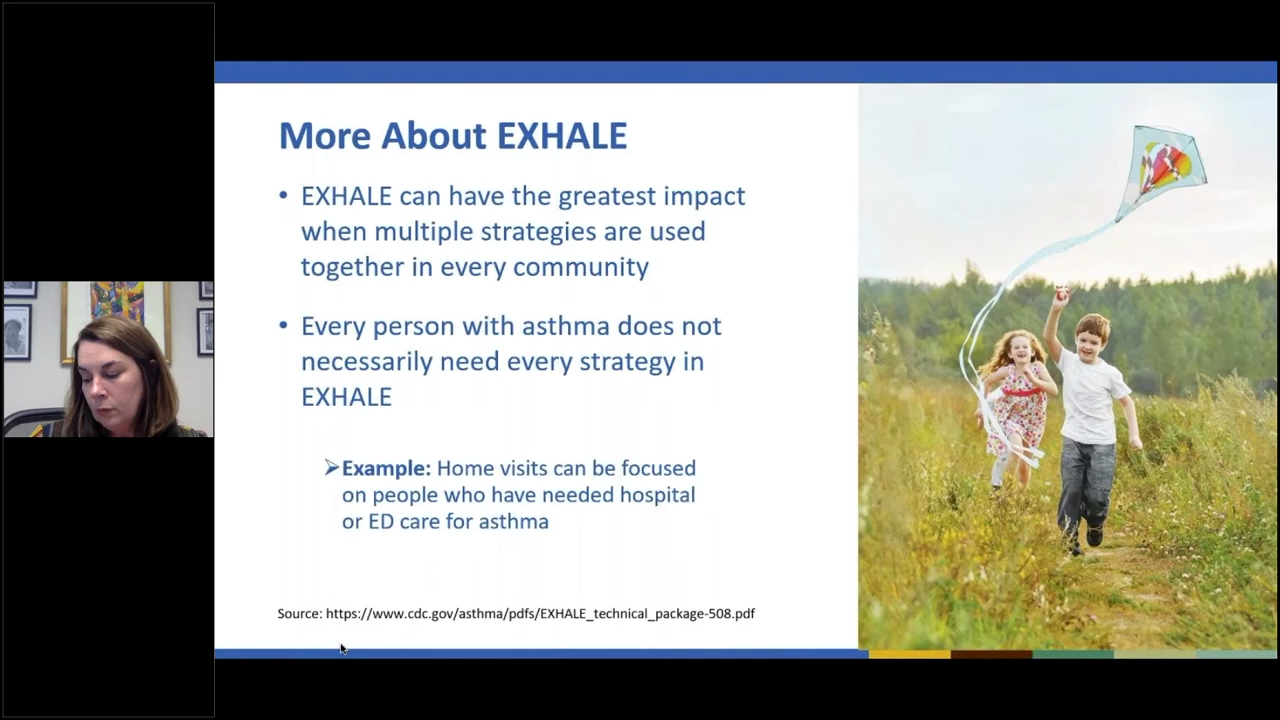 More About EXHALE
• EXHALE can have the greatest impact
when multiple strategies are used
together in every community
• Every person with asthma does not
necessarily need every strategy in
EXHALE
➢Example: Home visits can be focused
on people who have needed hospital
or ED care for asthma
Source: https://www.cdc.gov/asthma/pdfs/EXHALE_technical_package-508.pdf